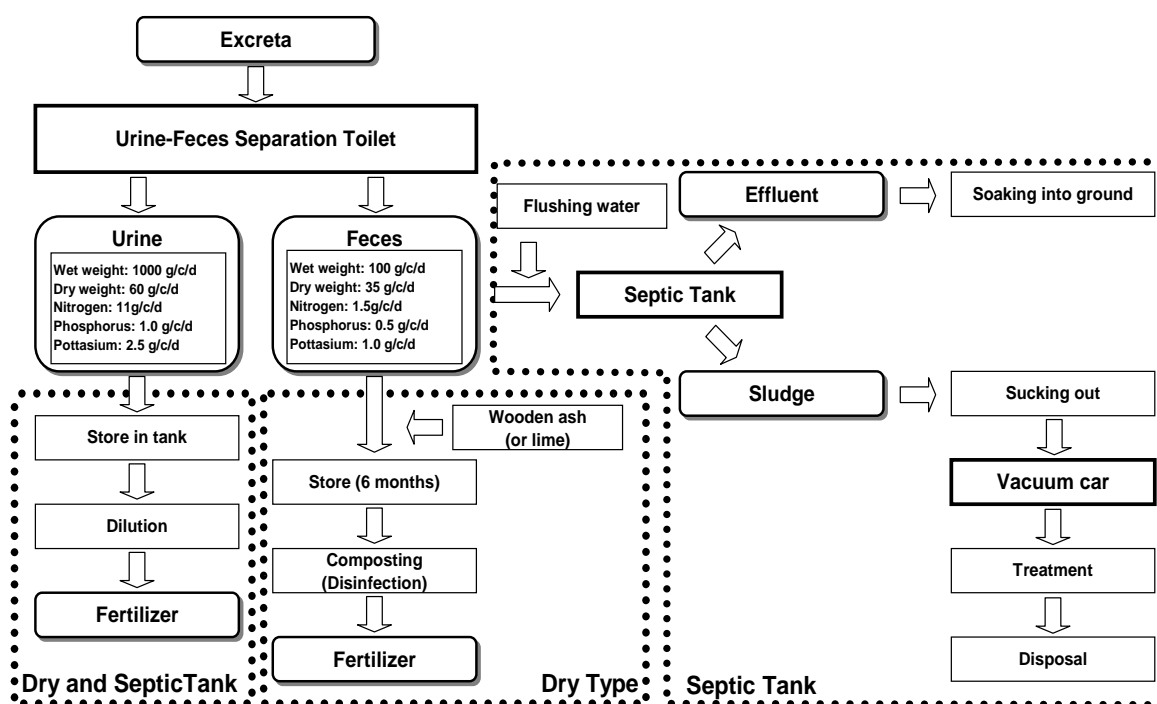 Excreta
Urine-Feces Separation Toilet
Urine
Wet weight: 1000 g/c/d
Dry weight: 60 g/c/d
Nitrogen: 11g/c/d
Phosphorus: 1.0 g/c/d
Pottasium: 2.5 g/c/d
Feces
Wet weight: 100 g/c/d
Dry weight: 35 g/c/d
Nitrogen: 1.5g/c/d
Phosphorus: 0.5 g/c/d
Pottasium: 1.0 g/c/d
Store in tank
Dilution
Fertilizer
Dry and SepticTank
Wooden ash
(or lime)
Store (6 months)
Composting
(Disinfection)
Fertilizer
Dry Type
Flushing water
Septic Tank
Effluent
Soaking into ground
Sludge
Sucking out
Vacuum car
Treatment
Disposal
Septic Tank